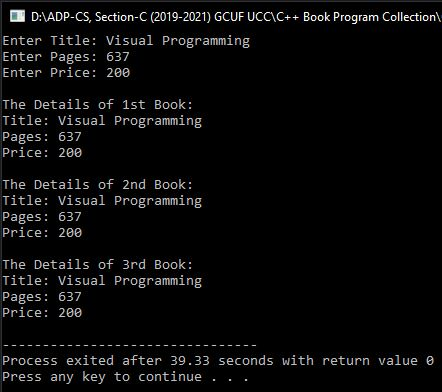 D:\ADP-CS, Section-C (2019-2021) GCUF UCC\C++ Book Program Collection\
Enter Title: Visual Programming
Enter Pages: 637
Enter Price: 200
The Details of 1st Book:
Title: Visual Programming
Pages: 637
Price: 200
The Details of 2nd Book:
Title: Visual Programming
Pages: 637
Price: 200
The Details of 3rd Book:
Title: Visual Programming
Pages: 637
Price: 200
--------------------------------
Process exited after 39.33 seconds with return value 0
Press any key to continue . . .